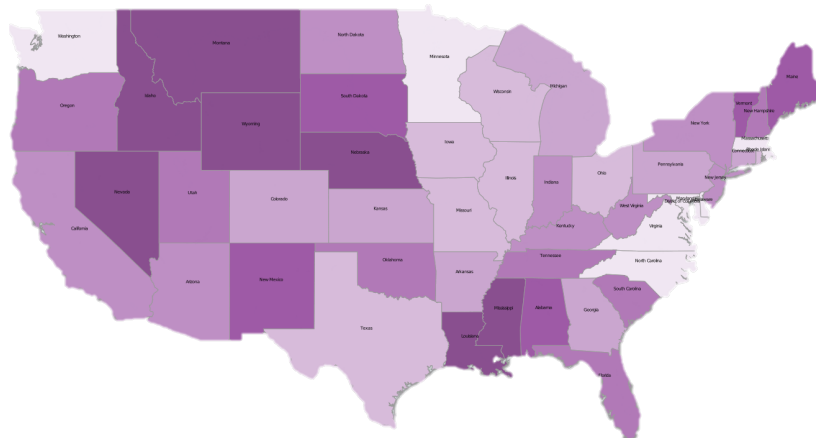 Washington
Montana
North Dakota
Minnesota
Maine
Idaho
Oregon
South Dakota
Wisconsin
Michigan
Vermont
New Hampshire
New York
Wyoming
Massachusetts
Rhode Island
Connecticut
Nebraska
Iowa
Pennsylvania
New Jersey
Nevada
Utah
Colorado
Illinois
Indiana
Ohio
Kansas
Missouri
West Virginia
Kentucky
Virginia
California
Arizona
New Mexico
Oklahoma
Arkansas
Tennessee
North Carolina
South Carolina
Texas
Louisiana
Mississippi
Alabama
Georgia
Florida